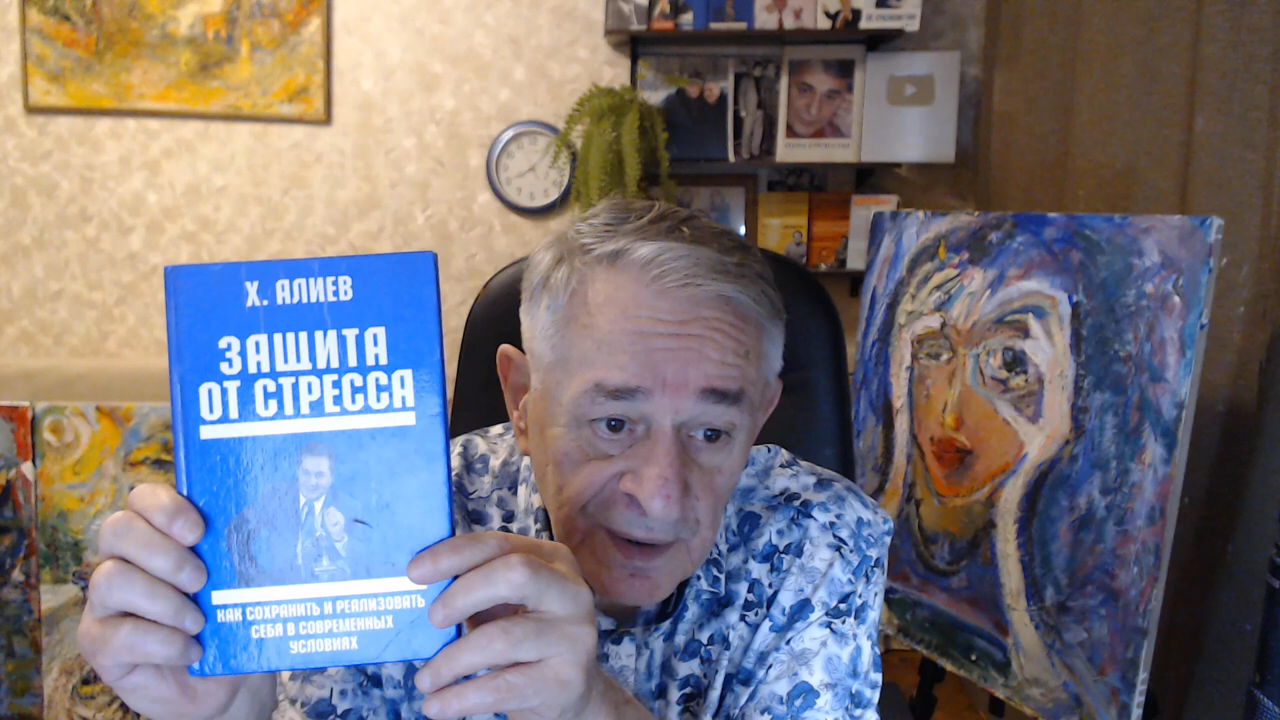 Х. АЛИЕВ
ЗАЩИТА
ОТ СТРЕССА
КАК СОХРАНИТЬ И РЕАЛИЗОВАТЬ
СЕБЯ В СОВРЕМЕННЫХ
УСЛОВИЯХ